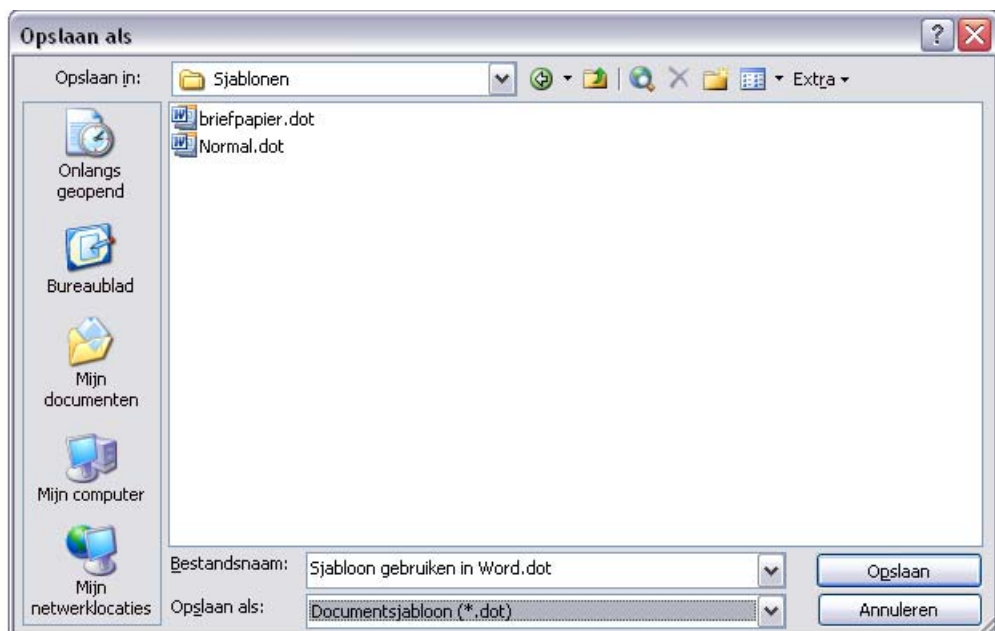 Opslaan als
Opslaan in:
Sjablonen
Extra
briefpapier.dot
Normal.dot
Onlangs
geopend
Bureaublad
Mijn
documenten
Mijn computer
Mijn
netwerklocaties
Bestandsnaam:
Sjabloon gebruiken in Word.dot
Opslaan
Opslaan als:
Documentsjabloon (*.dot)
Annuleren